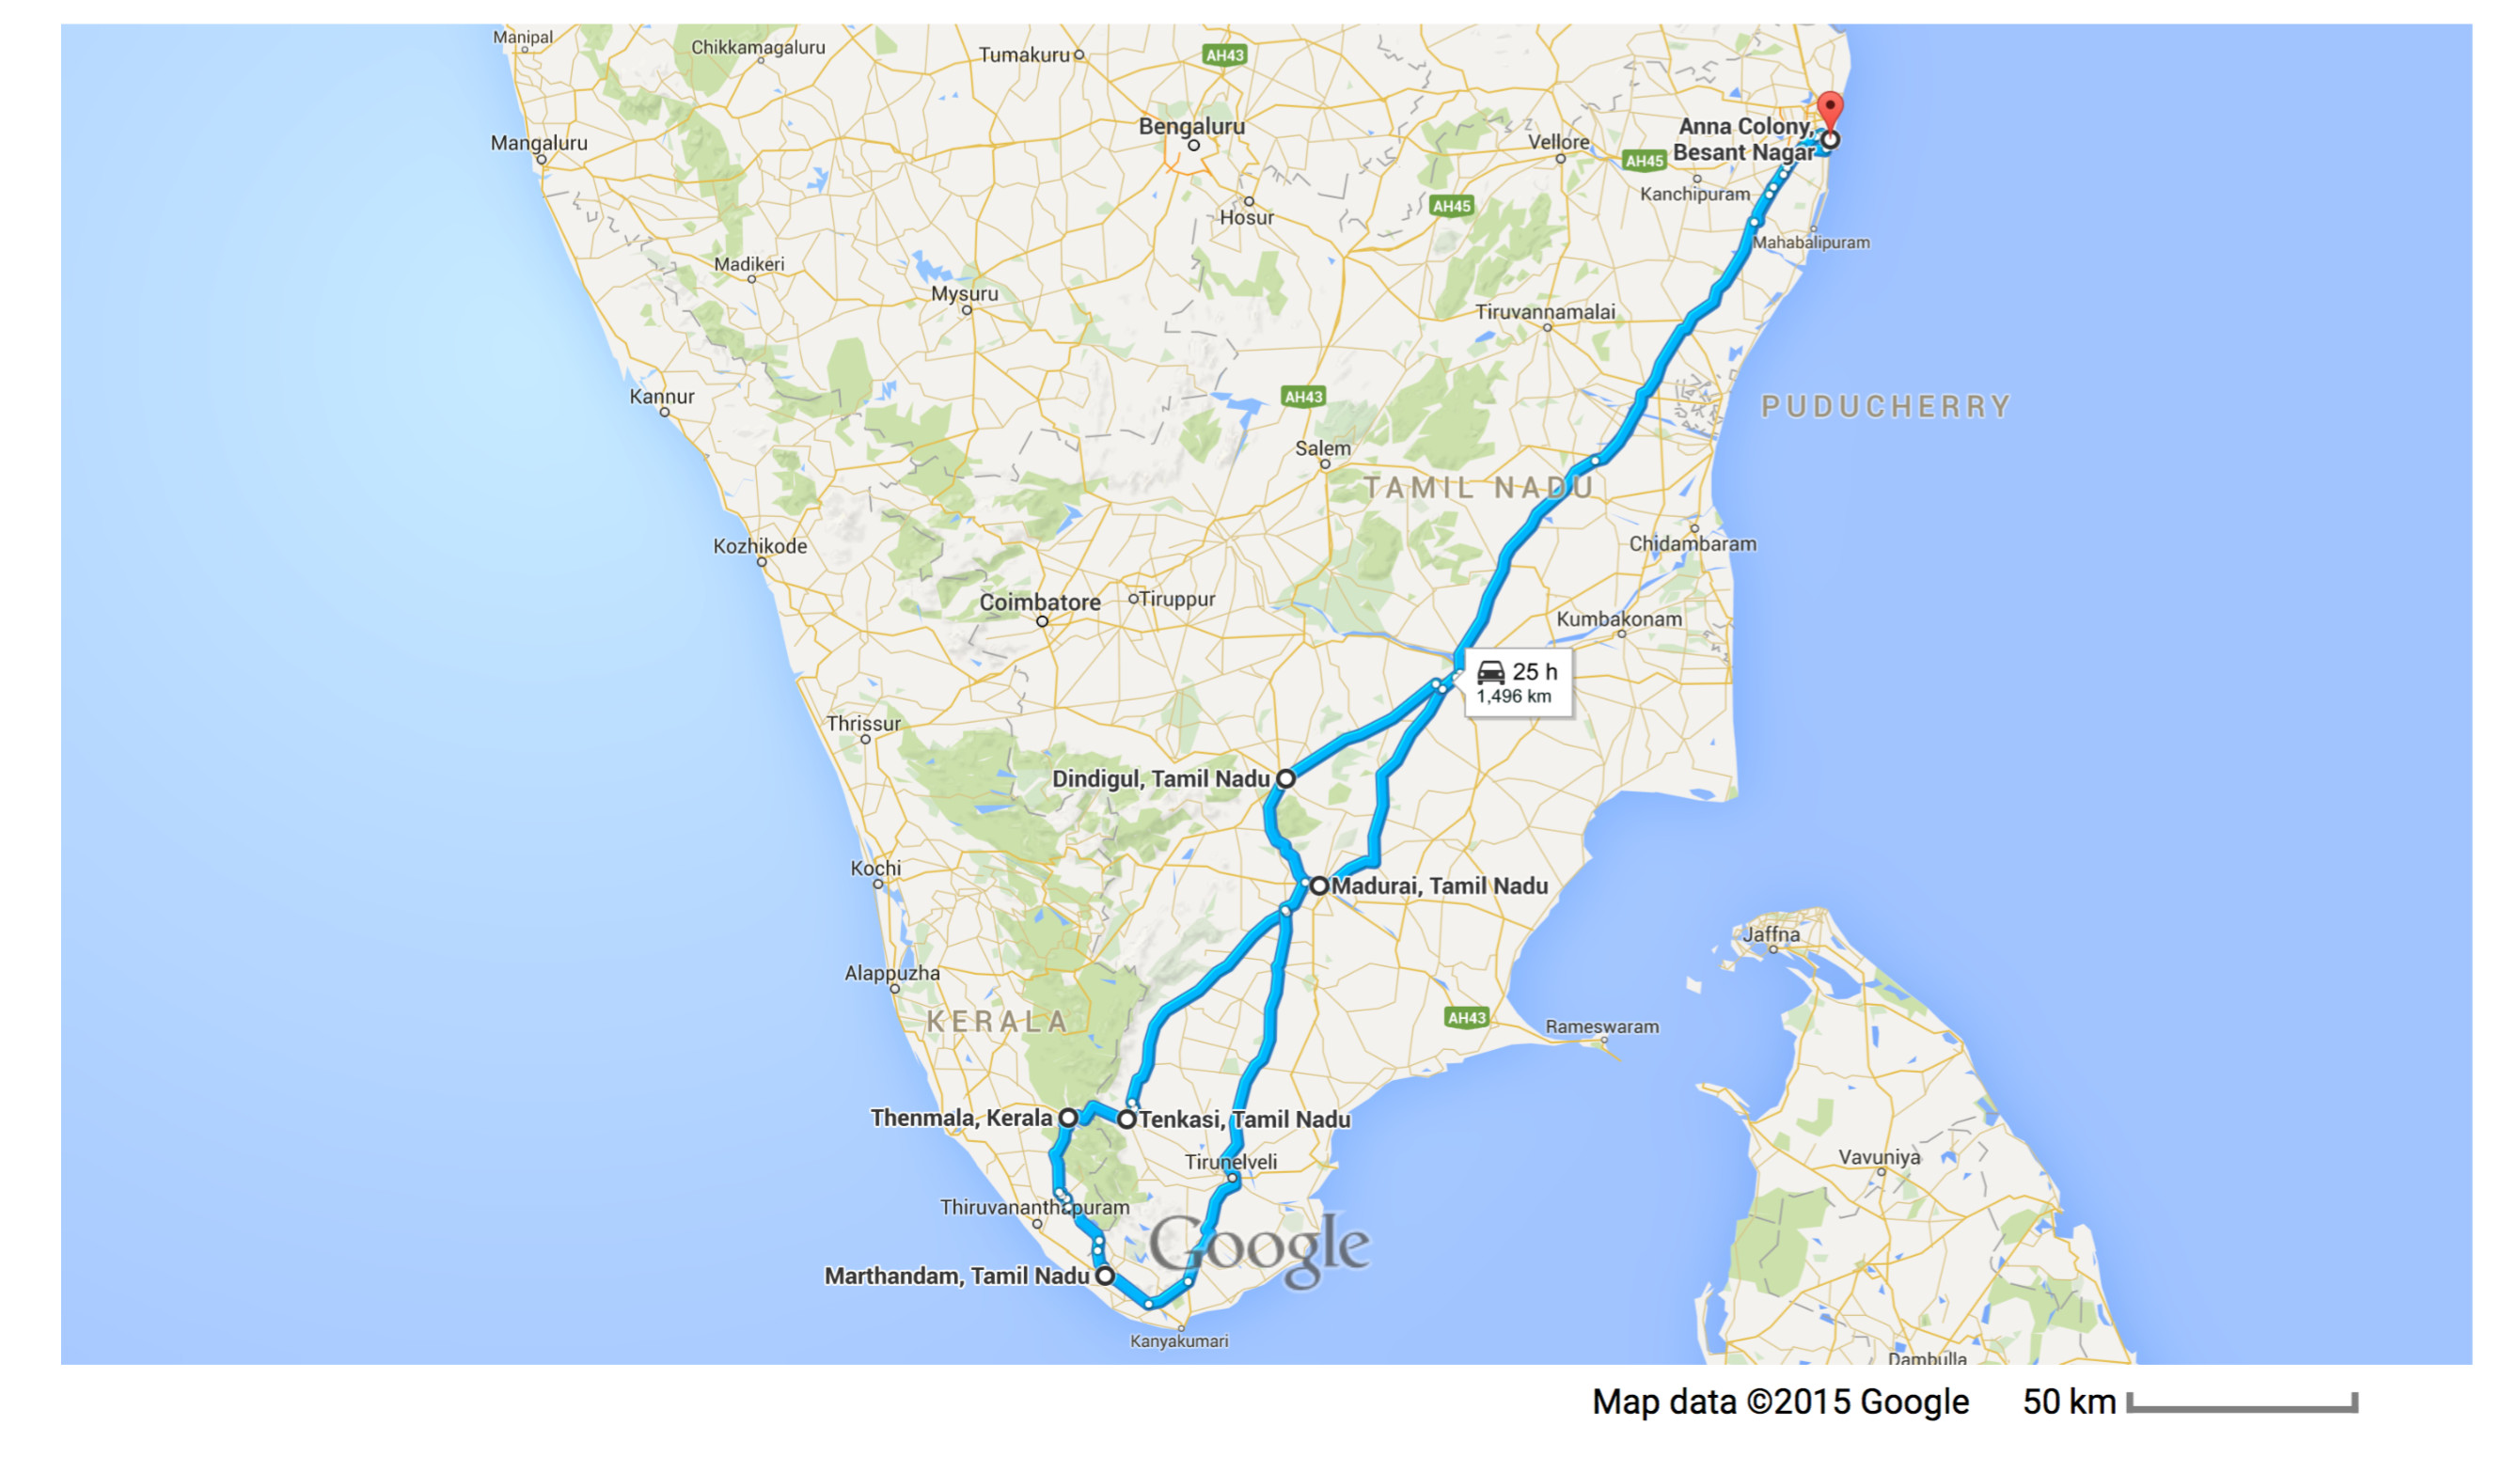 Manipal
Chikkamagaluru
Tumakuru
AH43
Mangaluru
Bengaluru
Vellore
Anna Colony,
Besant Nagar
AH45
Kanchipuram
Hosur
AH45
Mahabalipuram
Madikeri
Mysuru
Tiruvannamalai
Kannur
AH43
PUDUCHERRY
Salem
TAMIL NADU
Kozhikode
Chidambaram
Coimbatore
Tiruppur
Kumbakonam
25 h
1,496 km
Thrissur
Dindigul, Tamil Nadu
Kochi
Madurai, Tamil Nadu
Jaffna
Alappuzha
KERALA
AH43
Rameswaram
Thenmala, Kerala
Tenkasi, Tamil Nadu
Tirunelveli
Vavuniya
Thiruvananthapuram
Google
Marthandam, Tamil Nadu
Kanyakumari
Dambulla
Map data ©2015 Google 50 km